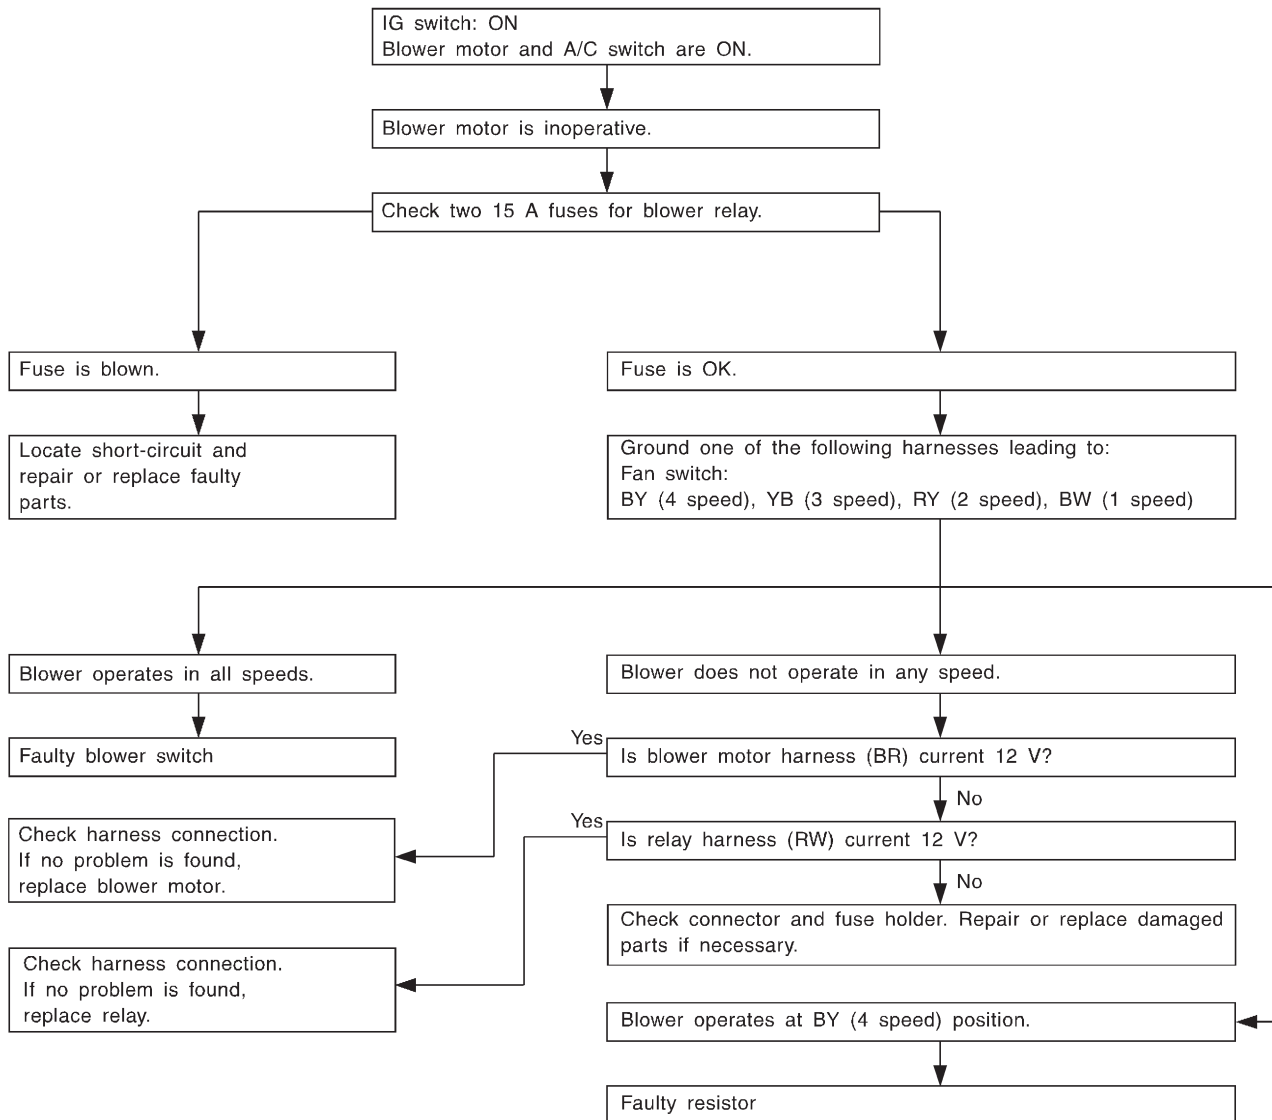 IG switch: ON
Blower motor and A/C switch are ON.
Blower motor is inoperative.
Check two 15 A fuses for blower relay.
Fuse is blown.
Fuse is OK.
Locate short-circuit and
repair or replace faulty
parts.
Ground one of the following harnesses leading to:
Fan switch:
BY (4 speed), YB (3 speed), RY (2 speed), BW (1 speed)
Blower operates in all speeds.
Blower does not operate in any speed.
Faulty blower switch
Yes
Is blower motor harness (BR) current 12 V?
No
Check harness connection.
If no problem is found,
replace blower motor.
Yes
Is relay harness (RW) current 12 V?
No
Check connector and fuse holder. Repair or replace damaged
parts if necessary.
Check harness connection.
If no problem is found,
replace relay.
Blower operates at BY (4 speed) position.
Faulty resistor